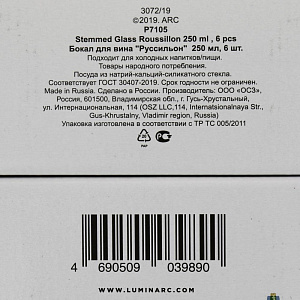 3072/19
©2019. ARC
P7105
Stemmed Glass Roussillon 250 ml , 6 pcs
Бокал для вина "Руссильон" 250 мл, 6 шт.
Подходит для холодных напитков и пищи.
Товары народного потребления.
Посуда из натрий-кальций-силикатного стекла.
Соответствует ГОСТ 30407-2019. Срок годности не ограничен.
Made in Russia. Сделано в России. Произведено: ООО «ОСЗ»,
Россия, 601500, Владимирская обл., г. Гусь-Хрустальный,
ул. Интернациональная 114 (OSZ LLC,114, Internatsionalnaya Str.,
Gus-Khrustalny, Vladimir region, Russia)
Упаковка изготовлена в соответствии с ТР ТС 005/2011
20
PAP
4 690509 039890
WWW.LUMINARC.COM